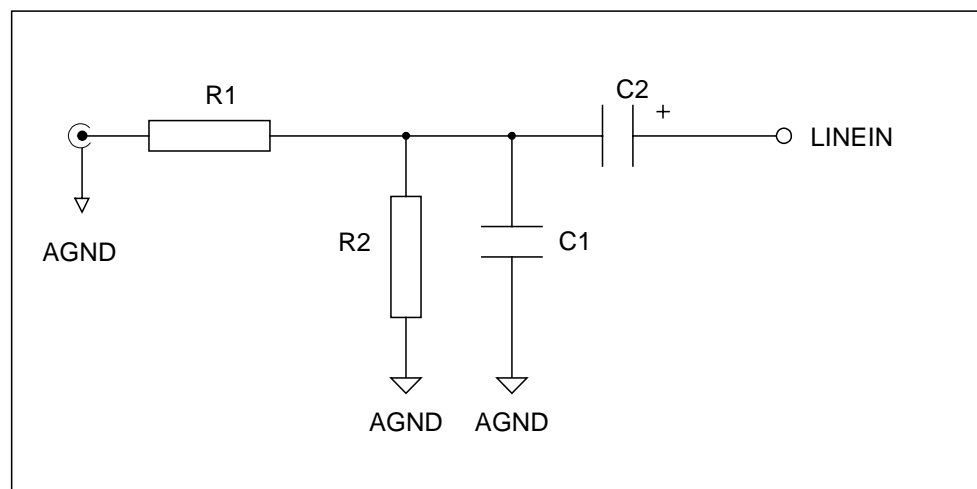 R1
C2
+
LINEIN
AGND
R2
C1
AGND
AGND